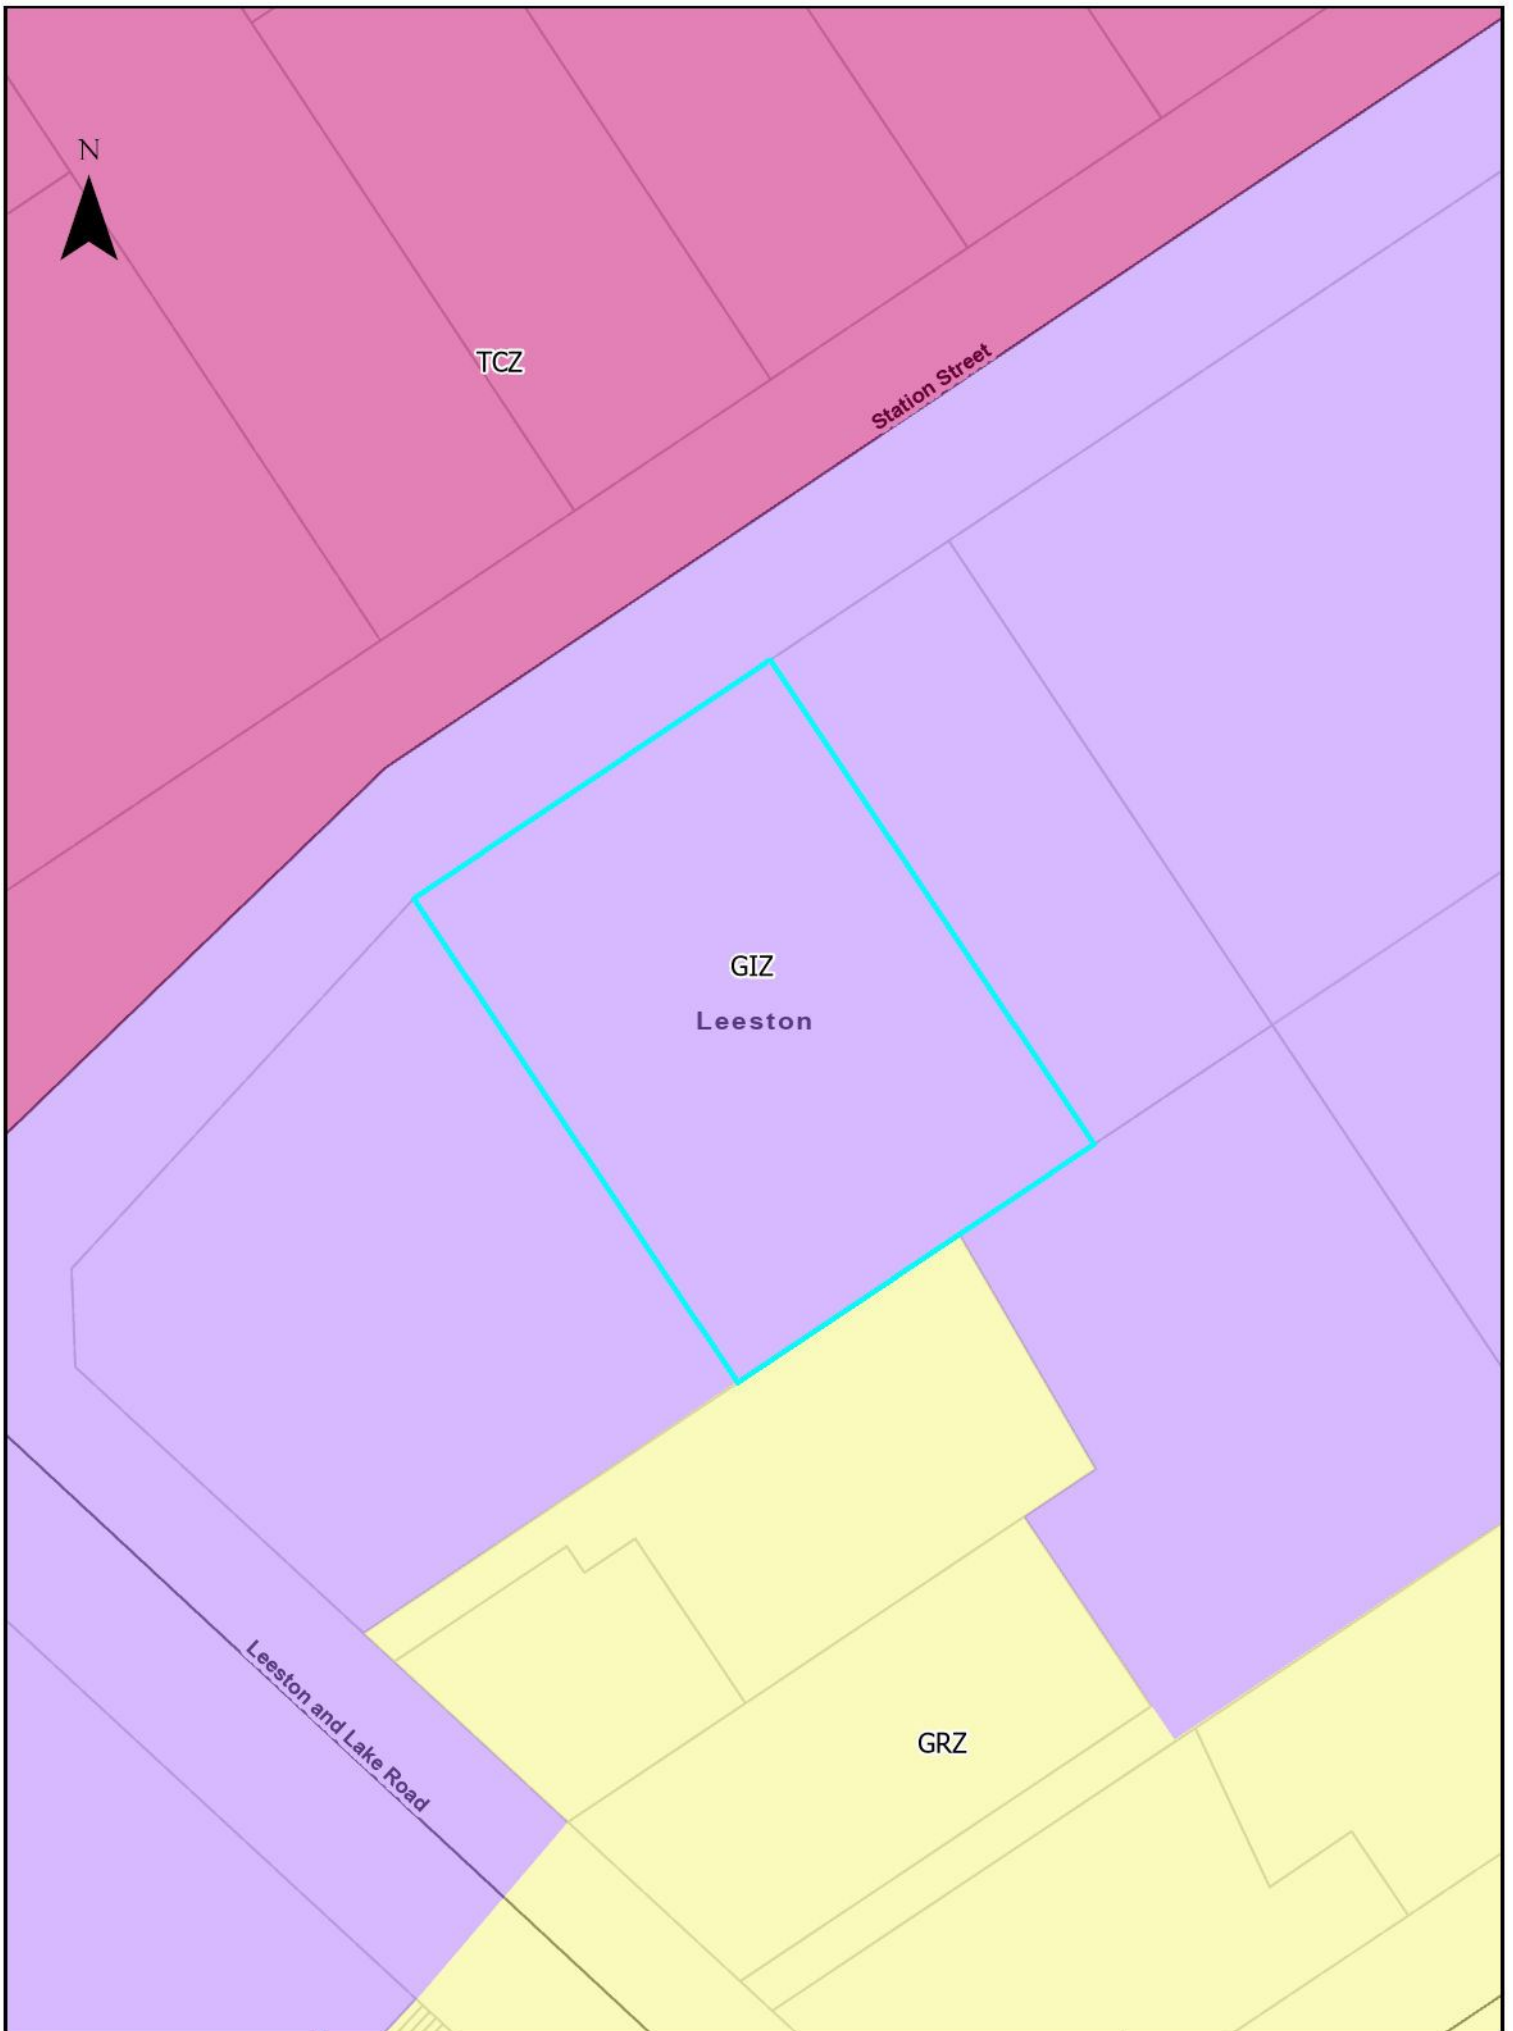 N
TCZ
Station Street
GIZ
Leeston
Leeston and Lake Road
GRZ